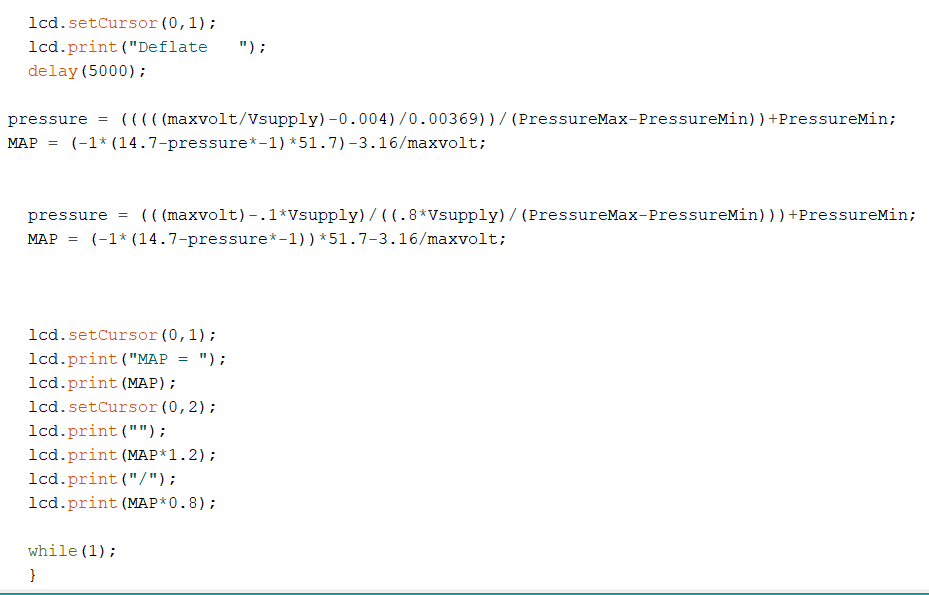 lcd.setCursor(0,1);
lcd.print("Deflate   ");
delay(5000);
pressure = (((((maxvolt/Vsupply)-0.004)/0.00369))/(PressureMax-PressureMin))+PressureMin;
MAP = (-1*(14.7-pressure*-1)*51.7)-3.16/maxvolt;
pressure = (((maxvolt)-.1*Vsupply)/((.8*Vsupply)/(PressureMax-PressureMin)))+PressureMin;
MAP = (-1*(14.7-pressure*-1))*51.7-3.16/maxvolt;
lcd.setCursor(0,1);
lcd.print("MAP = ");
lcd.print(MAP);
lcd.setCursor(0,2);
lcd.print("");
lcd.print(MAP*1.2);
lcd.print("/");
lcd.print(MAP*0.8);
while(1);
}